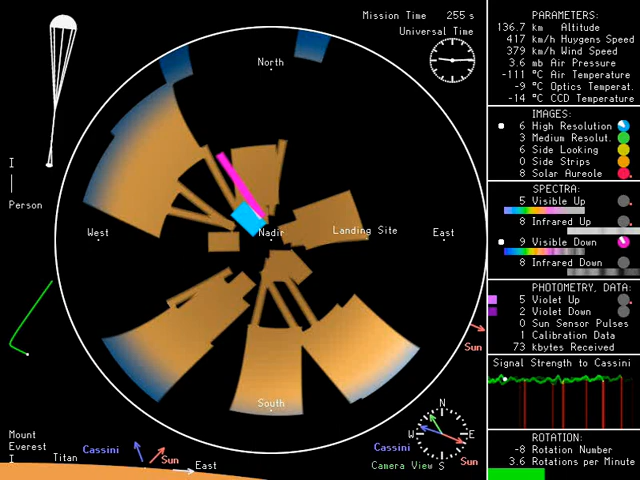 Mission Time 255 s
Universal Time
North
I
Person
West
Nadir
Landing Site
East
Sun
South
Mount
Everest
I
Titan
Cassini
Sun
East
N
W
E
S
Cassini
Camera View
Sun
PARAMETERS:
136.7 km Altitude
417 km/h Huygens Speed
379 km/h Wind Speed
3.6 mb Air Pressure
-111 °C Air Temperature
-9 °C Optics Temperat.
-14 °C CCD Temperature
IMAGES:
6 High Resolution
3 Medium Resolut.
6 Side Looking
0 Side Strips
8 Solar Aureole
SPECTRA:
5 Visible Up
8 Infrared Up
9 Visible Down
8 Infrared Down
PHOTOMETRY, DATA:
5 Violet Up
2 Violet Down
0 Sun Sensor Pulses
1 Calibration Data
73 kbytes Received
Signal Strength to Cassini
ROTATION:
-8 Rotation Number
3.6 Rotations per Minute